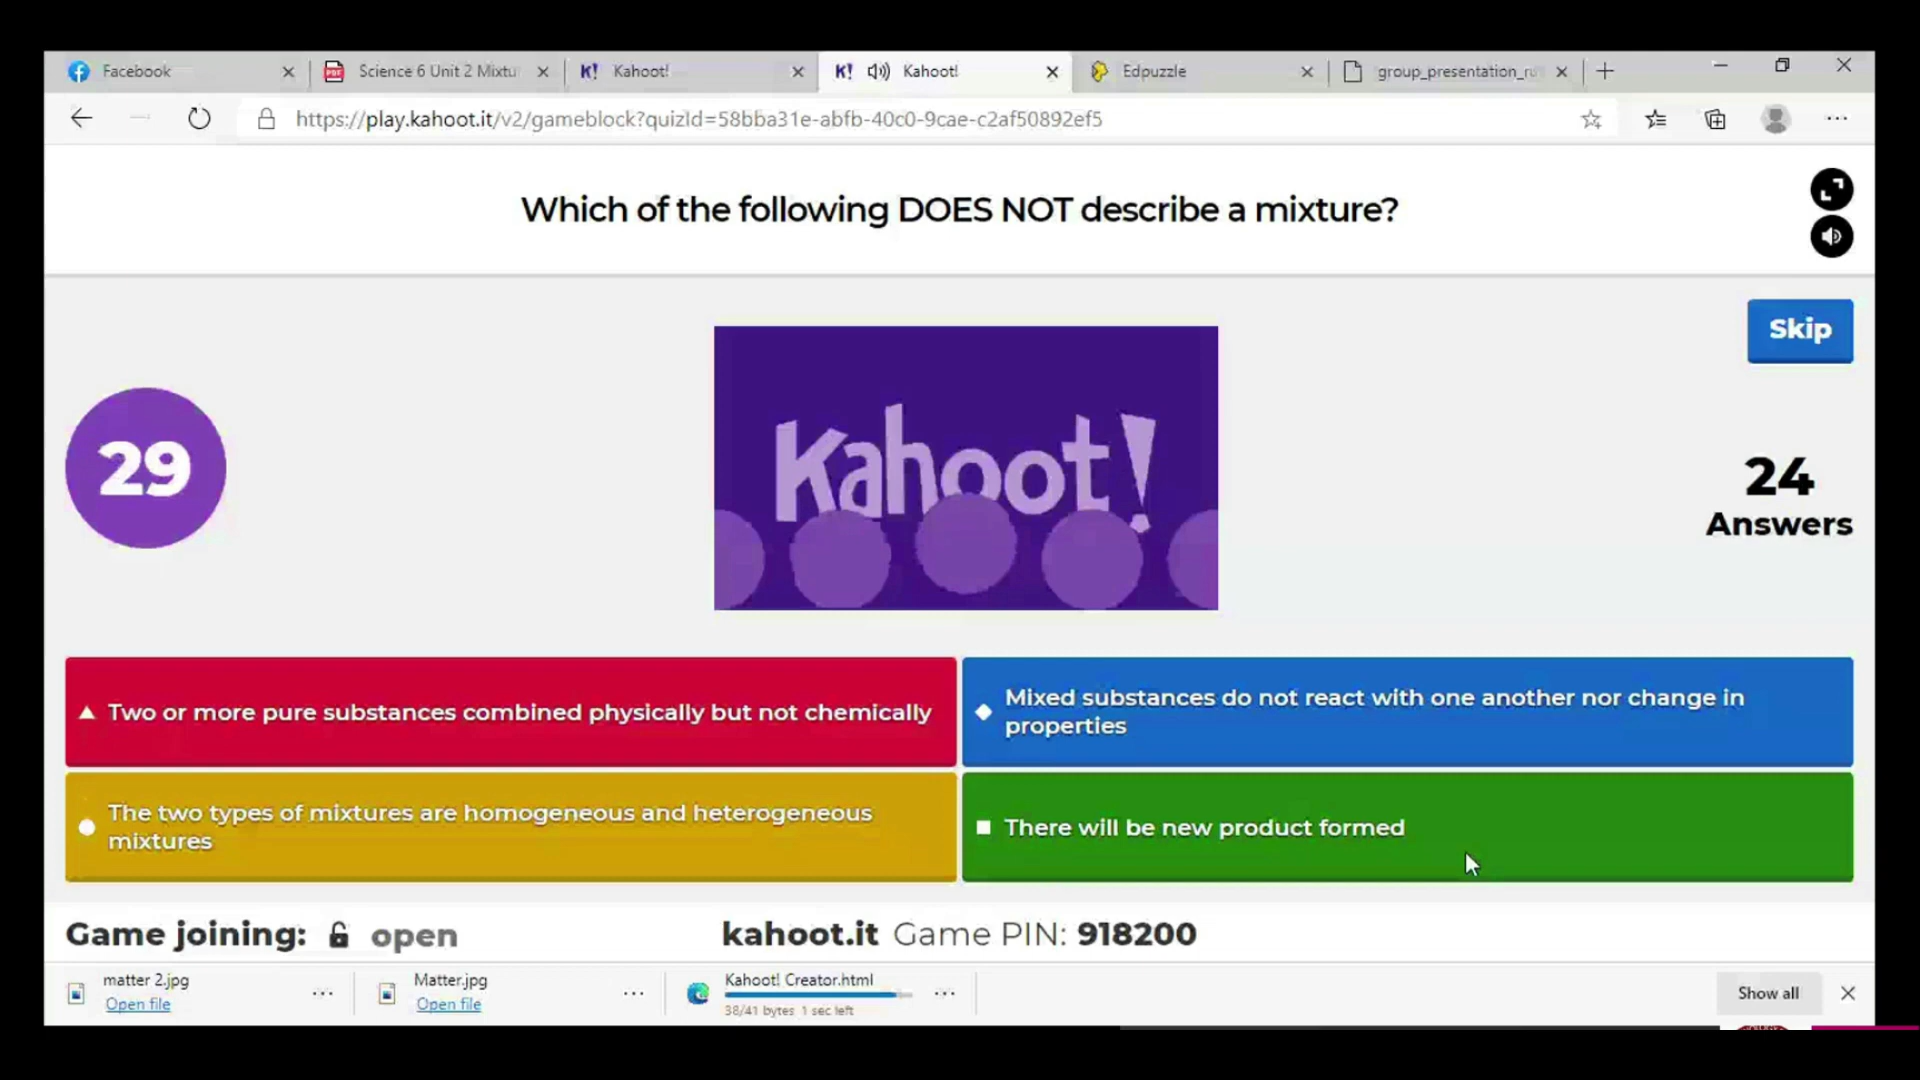 Facebook
Science 6 Unit 2 Mixtu
K! Kahoot!
K! Kahoot!
Edpuzzle
group_presentation_ru
https://play.kahoot.it/v2/gameblock?quizId=58bba31e-abfb-40c0-9cae-c2af50892ef5
Which of the following DOES NOT describe a mixture?
Skip
29
Kahoot!
24
Answers
Two or more pure substances combined physically but not chemically
Mixed substances do not react with one another nor change in
properties
The two types of mixtures are homogeneous and heterogeneous
mixtures
There will be new product formed
Game joining: open
kahoot.it Game PIN: 918200
matter 2.jpg
Open file
Matter.jpg
Open file
Kahoot! Creator.html
38/41 bytes 1 sec left
Show all